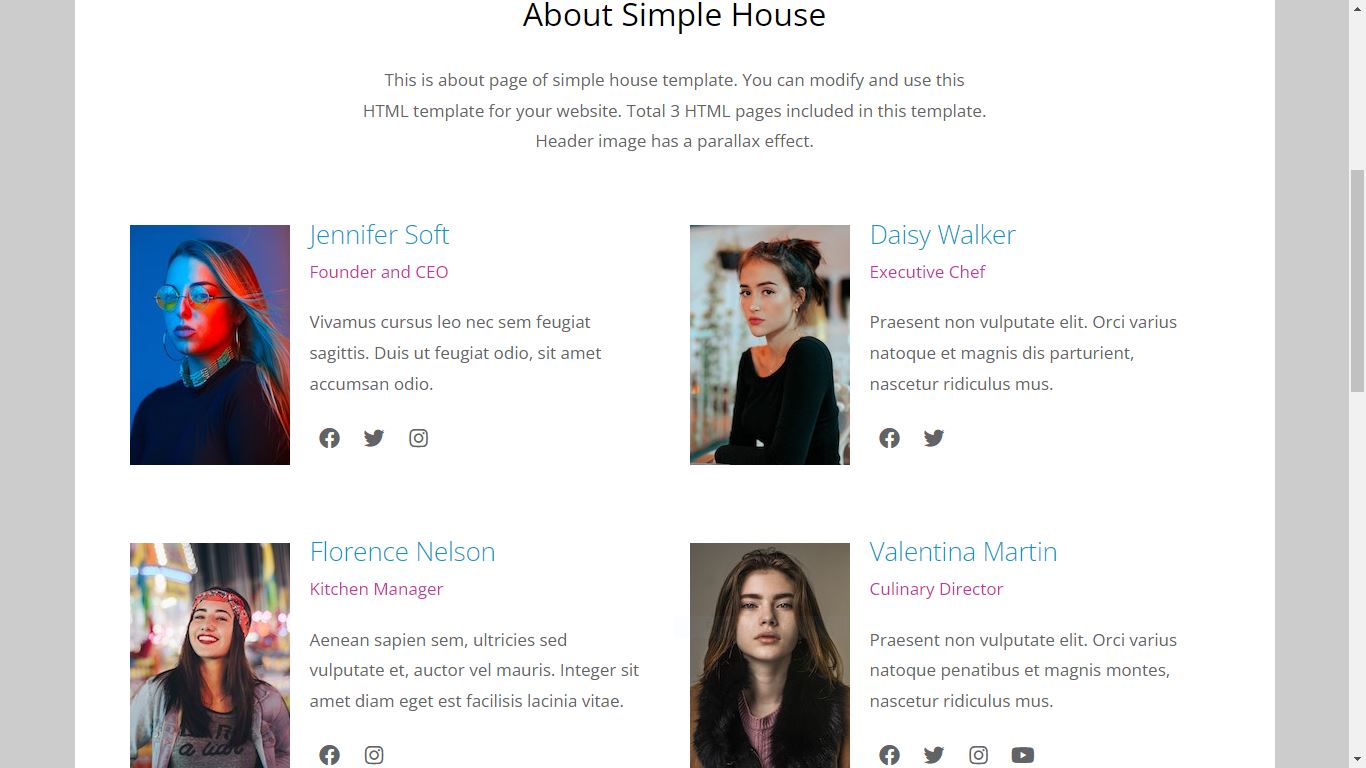 About Simple House
This is about page of simple house template. You can modify and use this
HTML template for your website. Total 3 HTML pages included in this template.
Header image has a parallax effect.
Jennifer Soft
Founder and CEO
Vivamus cursus leo nec sem feugiat
sagittis. Duis ut feugiat odio, sit amet
accumsan odio.
Daisy Walker
Executive Chef
Praesent non vulputate elit. Orci varius
natoque et magnis dis parturient,
nascetur ridiculus mus.
Florence Nelson
Kitchen Manager
Aenean sapien sem, ultricies sed
vulputate et, auctor vel mauris. Integer sit
amet diam eget est facilisis lacinia vitae.
Valentina Martin
Culinary Director
Praesent non vulputate elit. Orci varius
natoque penatibus et magnis montes,
nascetur ridiculus mus.